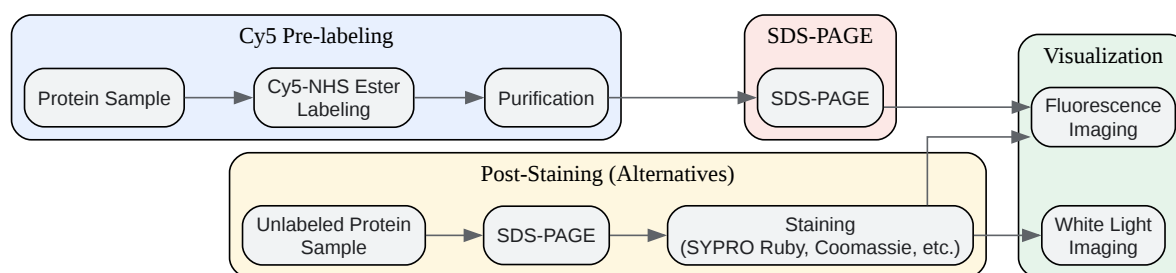 Cy5 Pre-labeling
Protein Sample
Cy5-NHS Ester
Labeling
Purification
SDS-PAGE
SDS-PAGE
Visualization
Fluorescence
Imaging
White Light
Imaging
Post-Staining (Alternatives)
Unlabeled Protein
Sample
SDS-PAGE
Staining
(SYPRO Ruby, Coomassie, etc.)